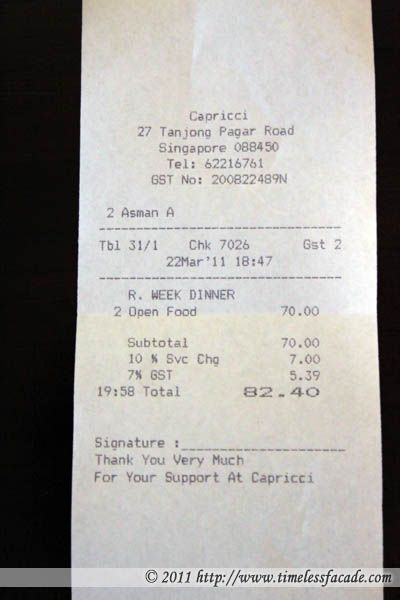 Capricci
27 Tanjong Pagar Road
Singapore 088450
Tel: 62216761
GST No: 200822489N
2 Asman A
Tbl 31/1 Chk 7026 Gst 2
22Mar'11 18:47
R. WEEK DINNER
2 Open Food 70.00
Subtotal 70.00
10 % Svc Chg 7.00
7% GST 5.39
19:58 Total 82.40
Signature :
Thank You Very Much
For Your Support At Capricci
© 2011 http://www.timelessfacade.com/